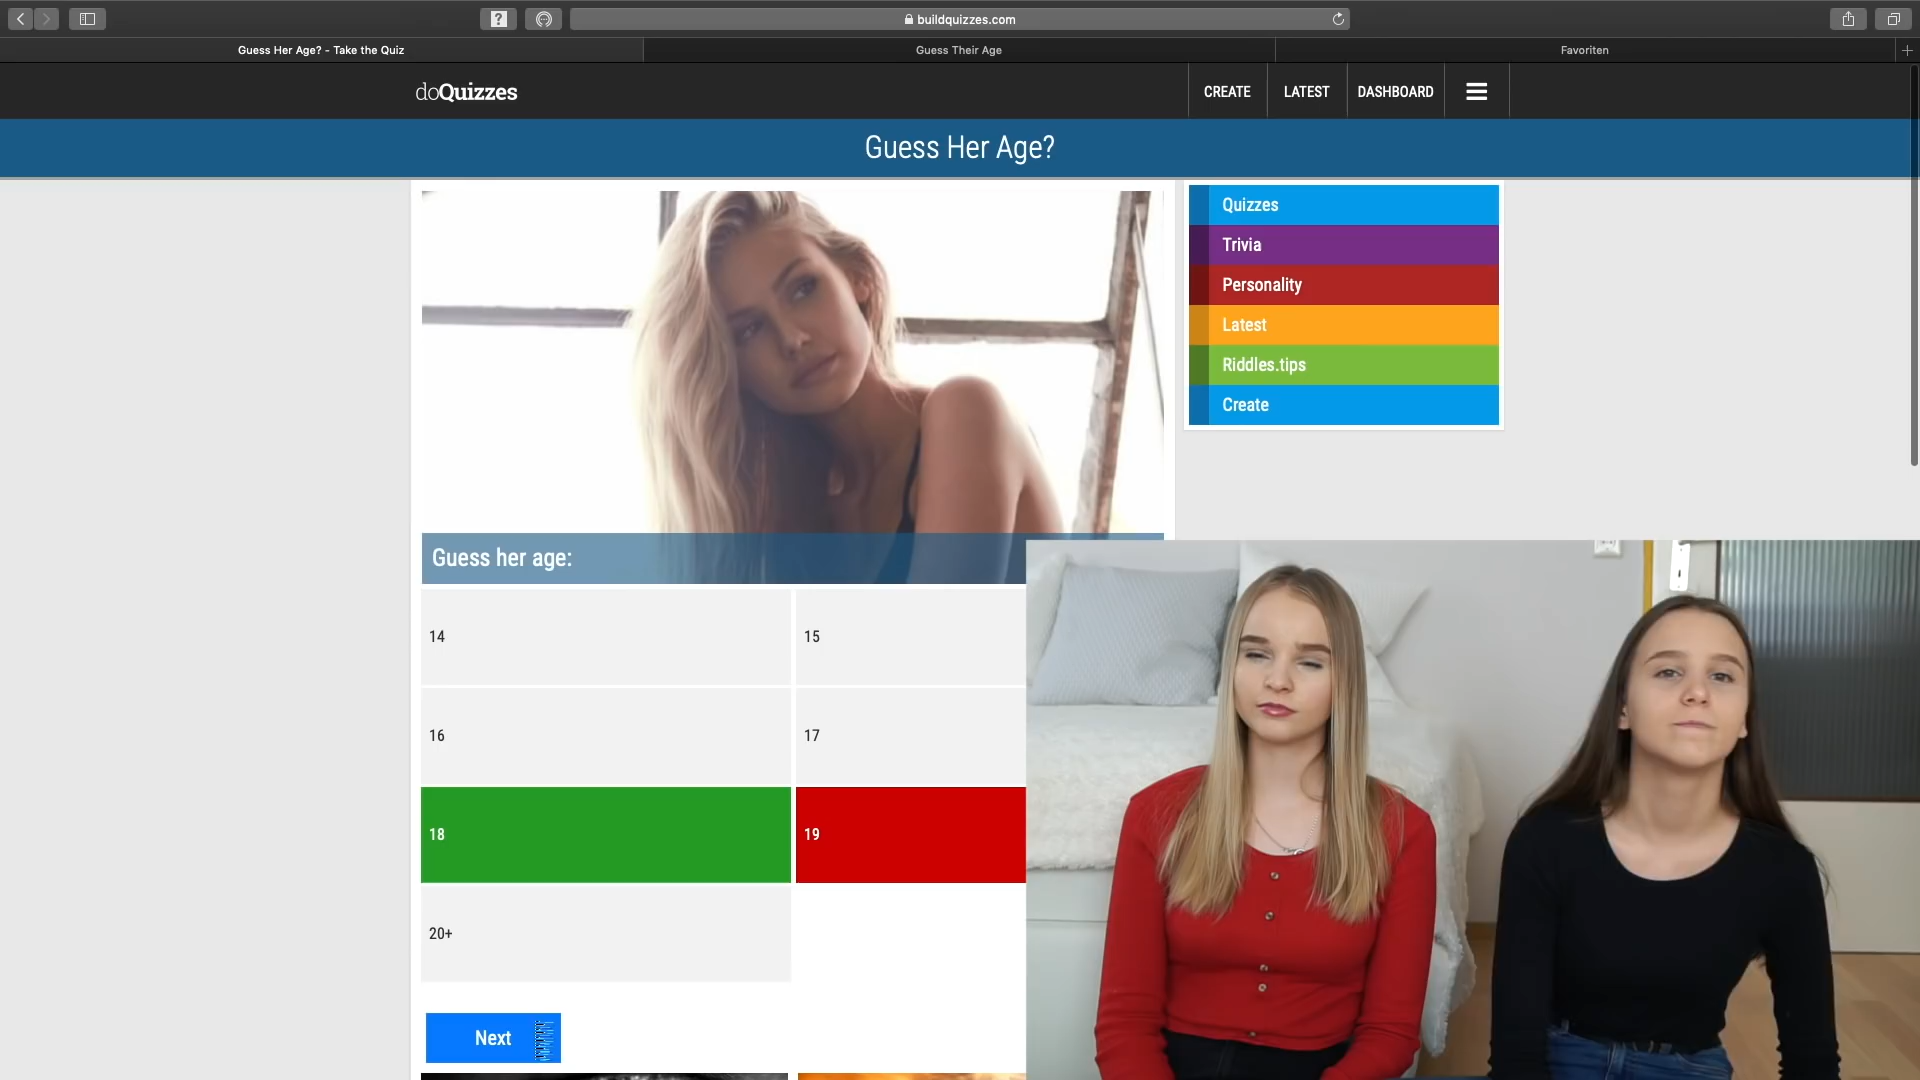 buildquizzes.com
Guess Her Age? - Take the Quiz
Guess Their Age
Favoriten
doQuizzes
CREATE
LATEST
DASHBOARD
Guess Her Age?
Quizzes
Trivia
Personality
Latest
Riddles.tips
Create
Guess her age:
14
15
16
17
18
19
20+
Next